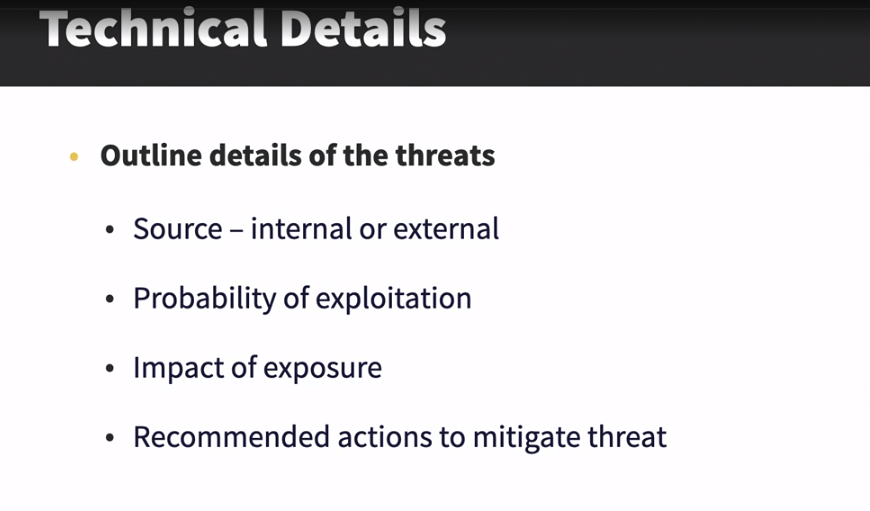 Technical Details
• Outline details of the threats
• Source – internal or external
• Probability of exploitation
• Impact of exposure
• Recommended actions to mitigate threat